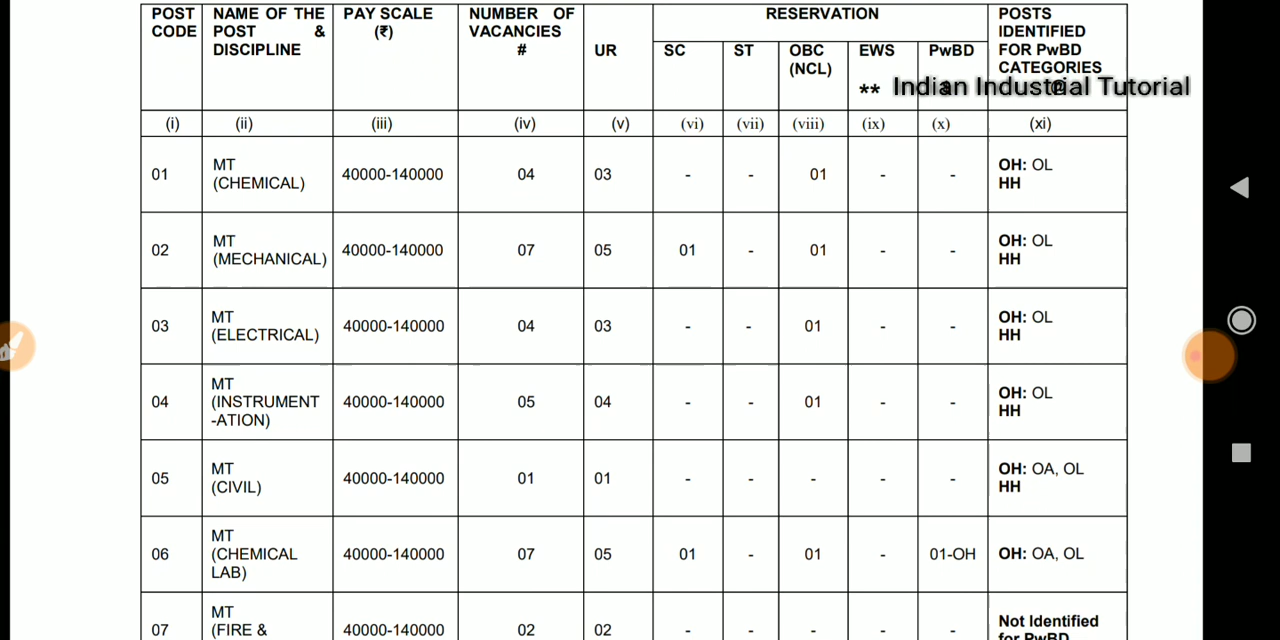 POST CODE NAME OF THE POST & DISCIPLINE PAY SCALE (₹) NUMBER OF VACANCIES # UR RESERVATION POSTS IDENTIFIED FOR PwBD CATEGORIES @
SC ST OBC (NCL) EWS ** PwBD
Indian Industrial Tutorial
(i) (ii) (iii) (iv) (v) (vi) (vii) (viii) (ix) (x) (xi)
01 MT (CHEMICAL) 40000-140000 04 03 - - 01 - - OH: OL HH
02 MT (MECHANICAL) 40000-140000 07 05 01 - 01 - - OH: OL HH
03 MT (ELECTRICAL) 40000-140000 04 03 - - 01 - - OH: OL HH
04 MT (INSTRUMENT -ATION) 40000-140000 05 04 - - 01 - - OH: OL HH
05 MT (CIVIL) 40000-140000 01 01 - - - - - OH: OA, OL HH
06 MT (CHEMICAL LAB) 40000-140000 07 05 01 - 01 - 01-OH OH: OA, OL
07 MT (FIRE & 40000-140000 02 02 - - - - - Not Identified for PwBD